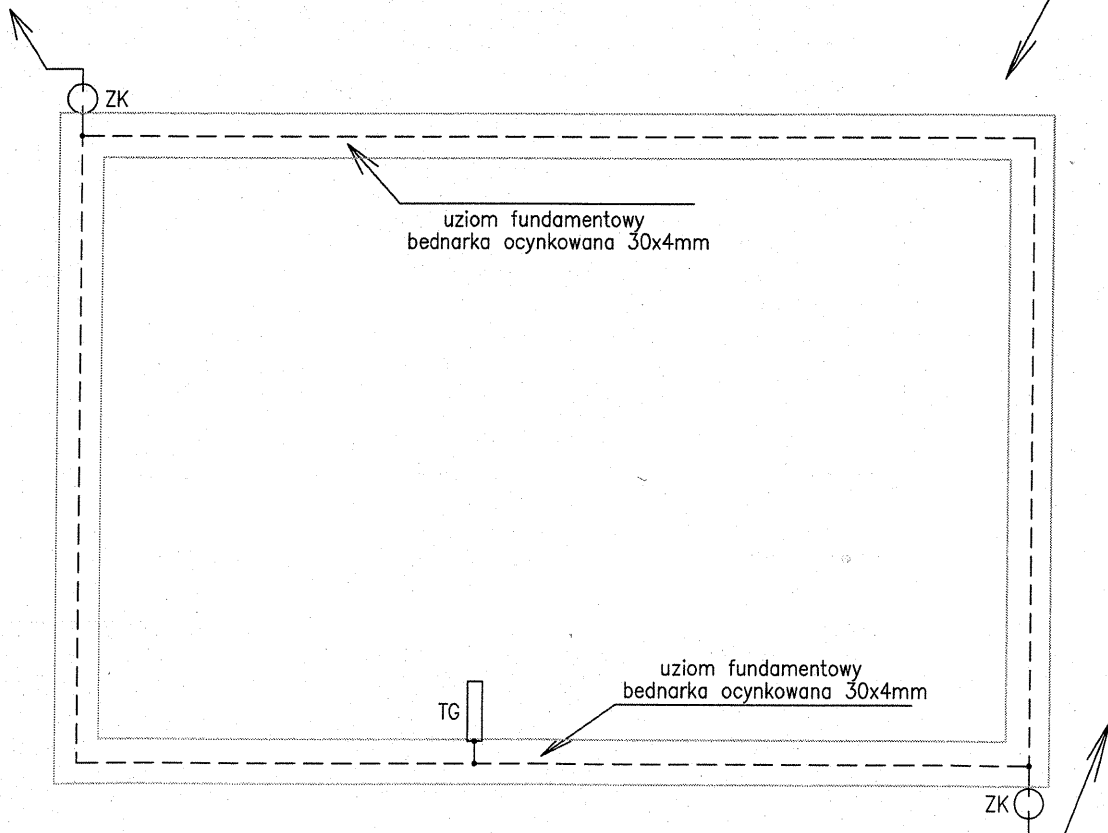 ZK
uziom fundamentowy
bednarka ocynkowana 30x4mm
uziom fundamentowy
bednarka ocynkowana 30x4mm
TG
ZK